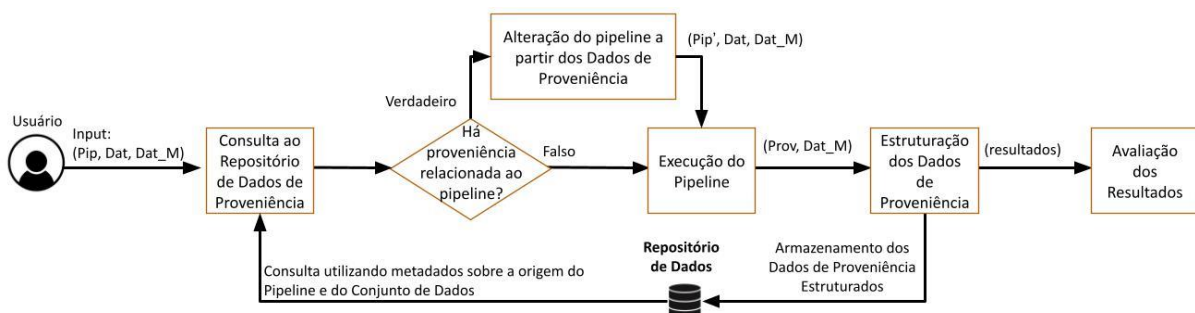 Usuário
Input:
(Pip, Dat, Dat_M)
Consulta ao
Repositório
de Dados de
Proveniência
Há
proveniência
relacionada ao
pipeline?
Verdadeiro
Falso
Alteração do pipeline a
partir dos Dados de
Proveniência
(Pip', Dat, Dat_M)
Execução do
Pipeline
(Prov, Dat_M)
Estruturação
dos Dados
de
Proveniência
(resultados)
Avaliação
dos
Resultados
Armazenamento dos
Dados de Proveniência
Estruturados
Repositório
de Dados
Consulta utilizando metadados sobre a origem do
Pipeline e do Conjunto de Dados